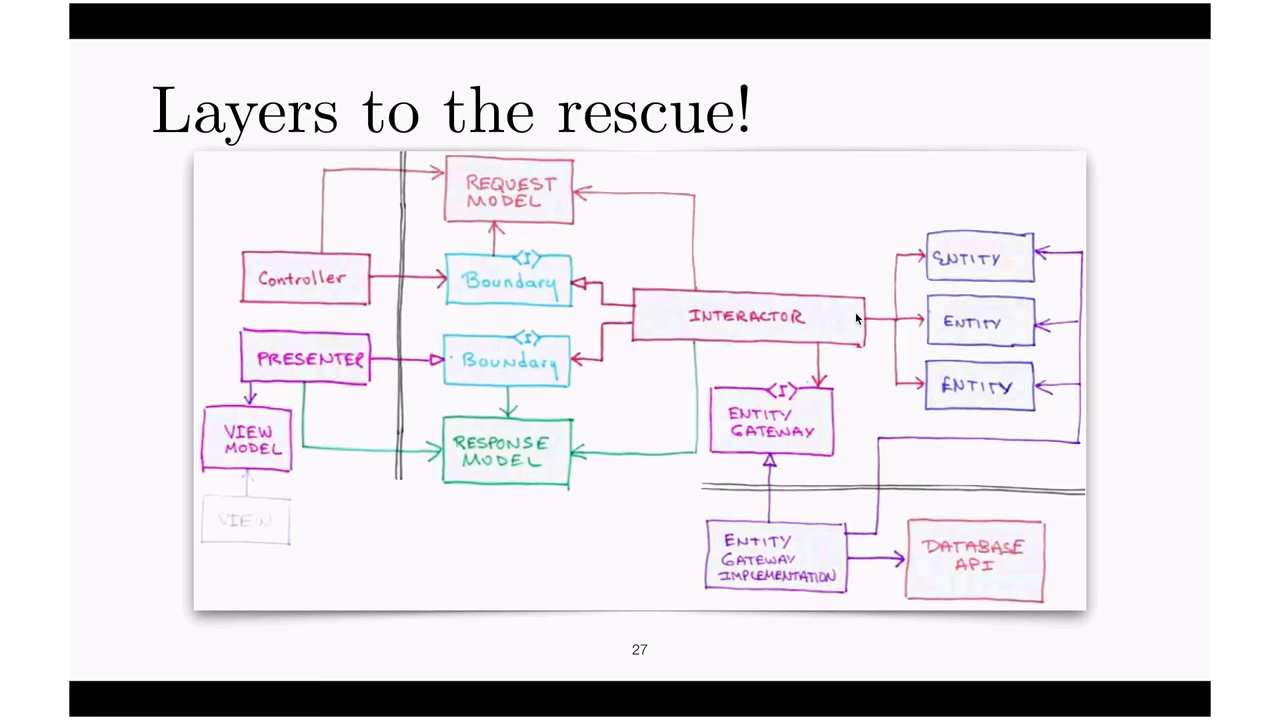 Layers to the rescue!
REQUEST
MODEL
Controller
<I>
Boundary
INTERACTOR
ENTITY
ENTITY
ENTITY
PRESENTER
<I>
Boundary
VIEW
MODEL
RESPONSE
MODEL
<I>
ENTITY
GATEWAY
VIEW
ENTITY
GATEWAY
IMPLEMENTATION
DATABASE
API
27